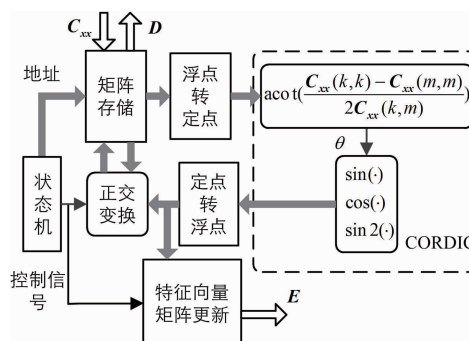 C_xx D
地址
矩阵
存储
浮点
转
定点
acot(\frac{C_xx(k,k)-C_xx(m,m)}{2C_xx(k,m)})
θ
状
态
机
正交
变换
定点
转
浮点
sin(·)
cos(·)
sin 2(·)
CORDIC
控制信
号
特征向量
矩阵更新
E